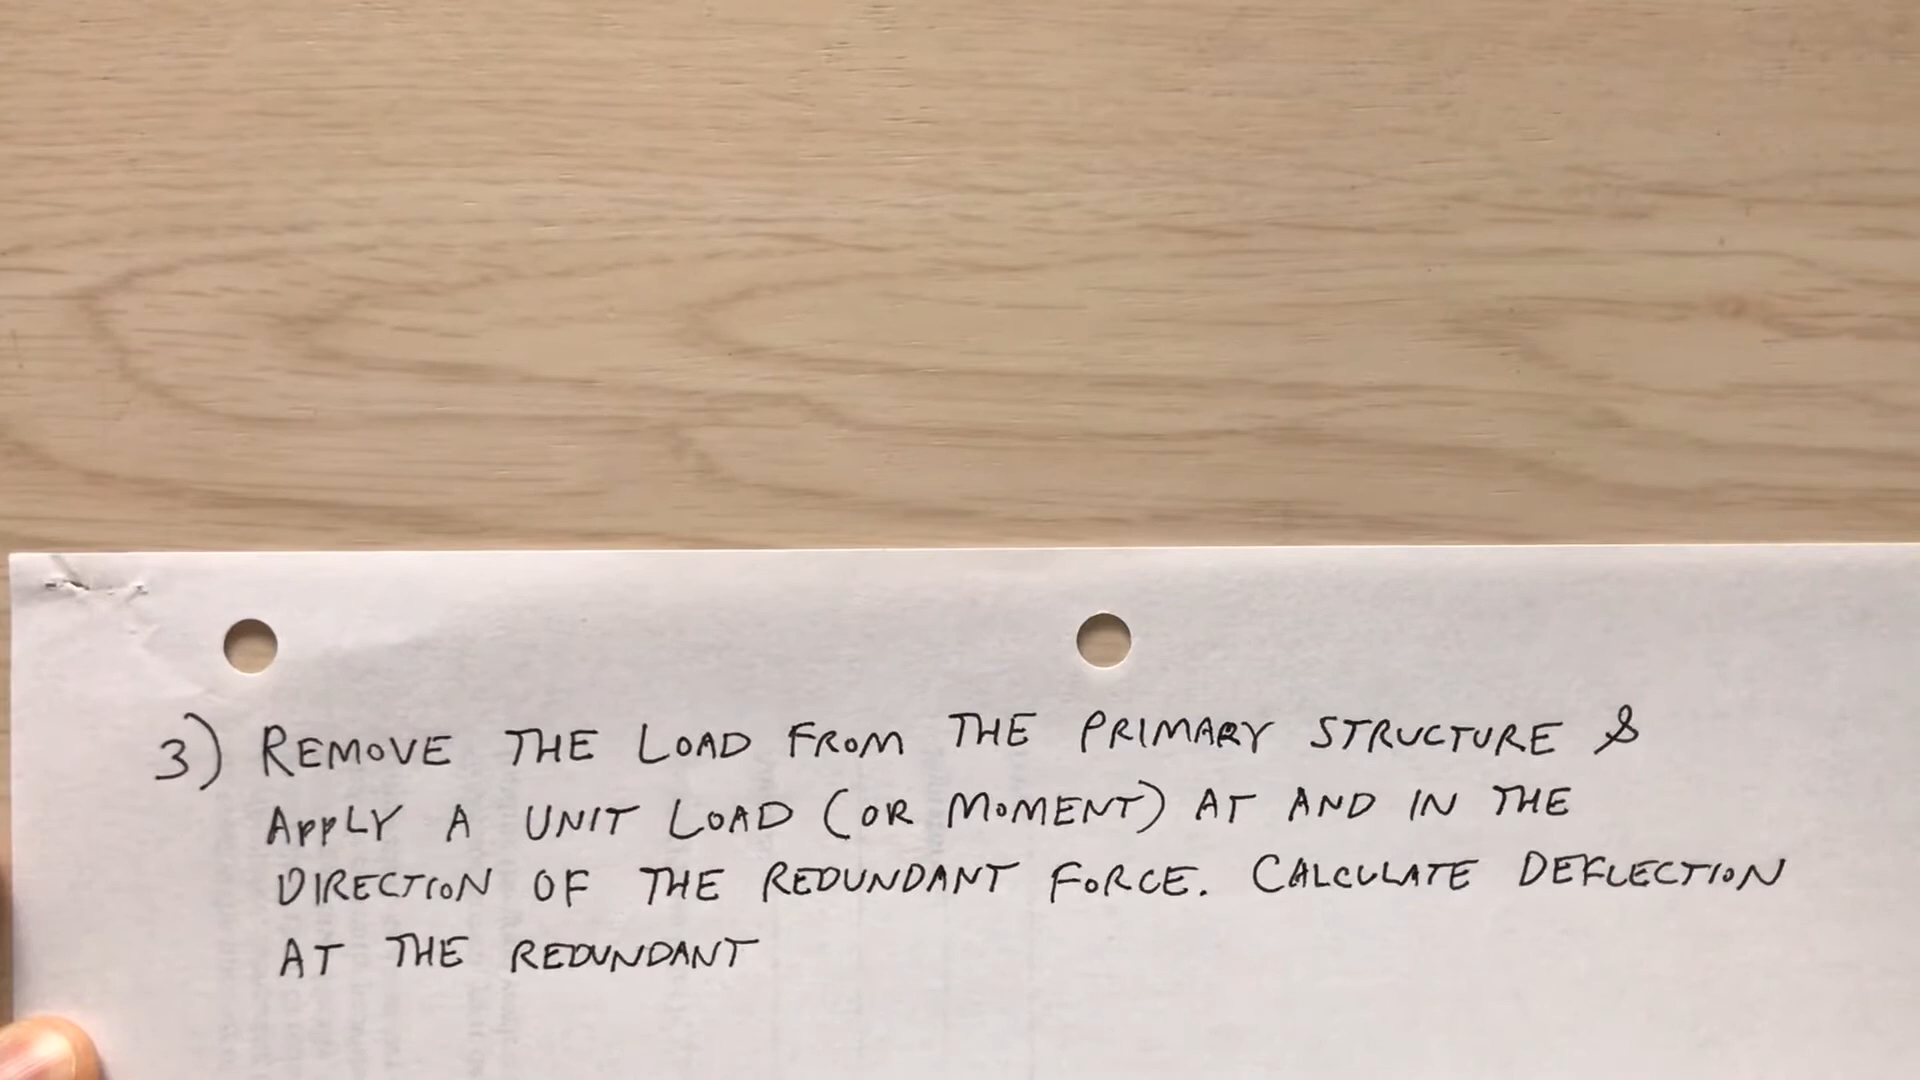 3) REMOVE THE LOAD FROM THE PRIMARY STRUCTURE &
APPLY A UNIT LOAD (OR MOMENT) AT AND IN THE
DIRECTION OF THE REDUNDANT FORCE. CALCULATE DEFLECTION
AT THE REDUNDANT